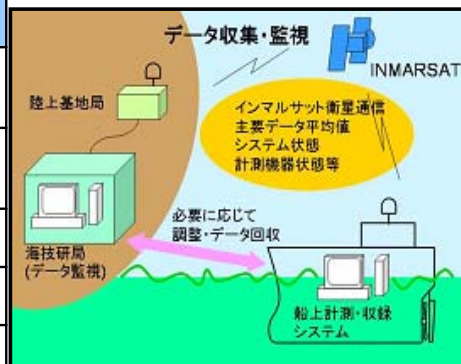 データ収集・監視
INMARSAT
陸上基地局
インマルサット衛星通信
主要データ平均値
システム状態
計測機器状態等
必要に応じて
調整・データ回収
海技研局
(データ監視)
船上計測・収録
システム